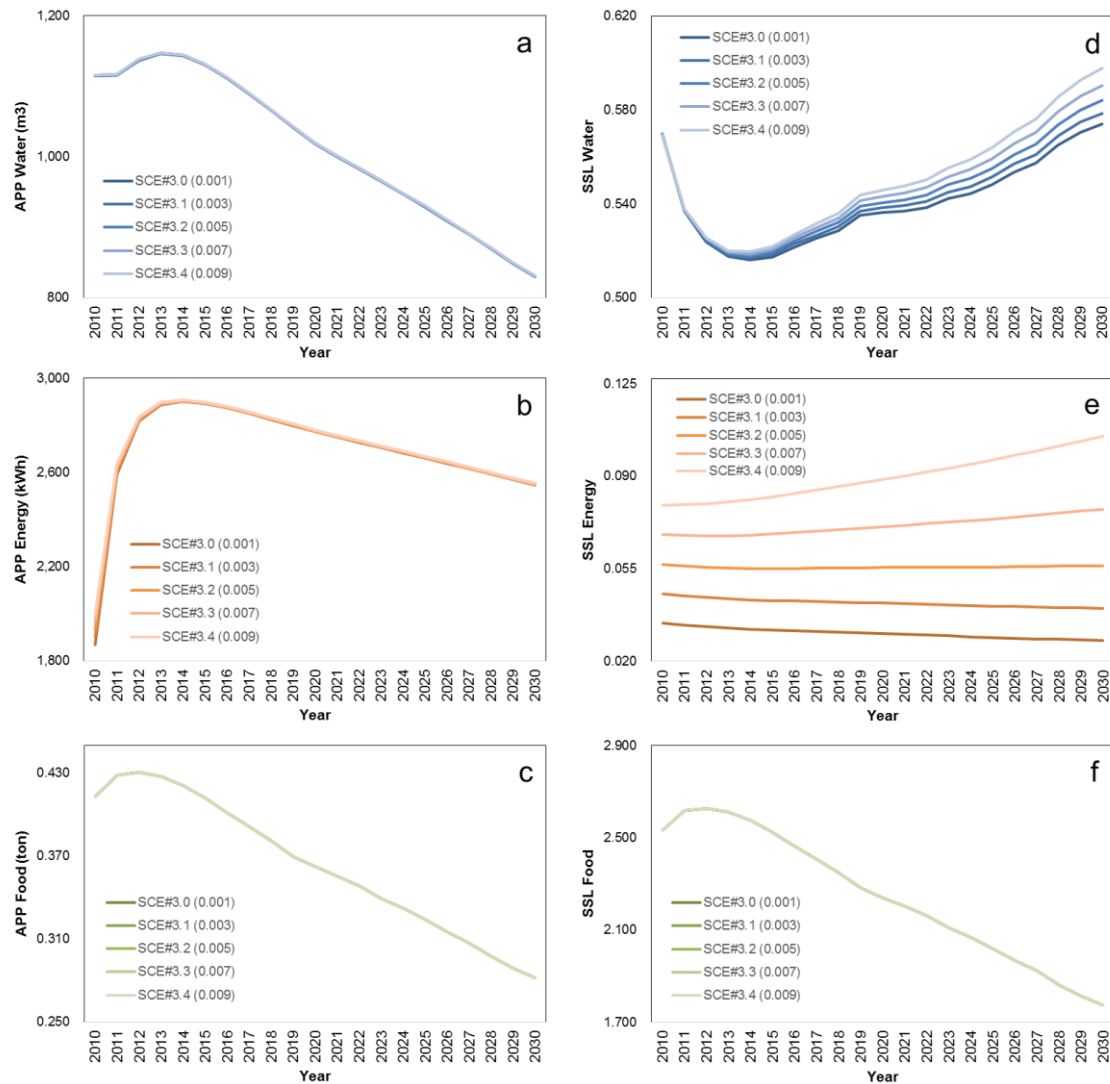 a
1,200
1,000
800
APP Water (m3)
SCE#3.0 (0.001)
SCE#3.1 (0.003)
SCE#3.2 (0.005)
SCE#3.3 (0.007)
SCE#3.4 (0.009)
2010 2011 2012 2013 2014 2015 2016 2017 2018 2019 2020 2021 2022 2023 2024 2025 2026 2027 2028 2029 2030
Year
d
0.620
0.580
0.540
0.500
SSL Water
SCE#3.0 (0.001)
SCE#3.1 (0.003)
SCE#3.2 (0.005)
SCE#3.3 (0.007)
SCE#3.4 (0.009)
2010 2011 2012 2013 2014 2015 2016 2017 2018 2019 2020 2021 2022 2023 2024 2025 2026 2027 2028 2029 2030
Year
b
3,000
2,600
2,200
1,800
APP Energy (kWh)
SCE#3.0 (0.001)
SCE#3.1 (0.003)
SCE#3.2 (0.005)
SCE#3.3 (0.007)
SCE#3.4 (0.009)
2010 2011 2012 2013 2014 2015 2016 2017 2018 2019 2020 2021 2022 2023 2024 2025 2026 2027 2028 2029 2030
Year
e
0.125
0.090
0.055
0.020
SSL Energy
SCE#3.0 (0.001)
SCE#3.1 (0.003)
SCE#3.2 (0.005)
SCE#3.3 (0.007)
SCE#3.4 (0.009)
2010 2011 2012 2013 2014 2015 2016 2017 2018 2019 2020 2021 2022 2023 2024 2025 2026 2027 2028 2029 2030
Year
c
0.430
0.370
0.310
0.250
APP Food (ton)
SCE#3.0 (0.001)
SCE#3.1 (0.003)
SCE#3.2 (0.005)
SCE#3.3 (0.007)
SCE#3.4 (0.009)
2010 2011 2012 2013 2014 2015 2016 2017 2018 2019 2020 2021 2022 2023 2024 2025 2026 2027 2028 2029 2030
Year
f
2.900
2.500
2.100
1.700
SSL Food
SCE#3.0 (0.001)
SCE#3.1 (0.003)
SCE#3.2 (0.005)
SCE#3.3 (0.007)
SCE#3.4 (0.009)
2010 2011 2012 2013 2014 2015 2016 2017 2018 2019 2020 2021 2022 2023 2024 2025 2026 2027 2028 2029 2030
Year